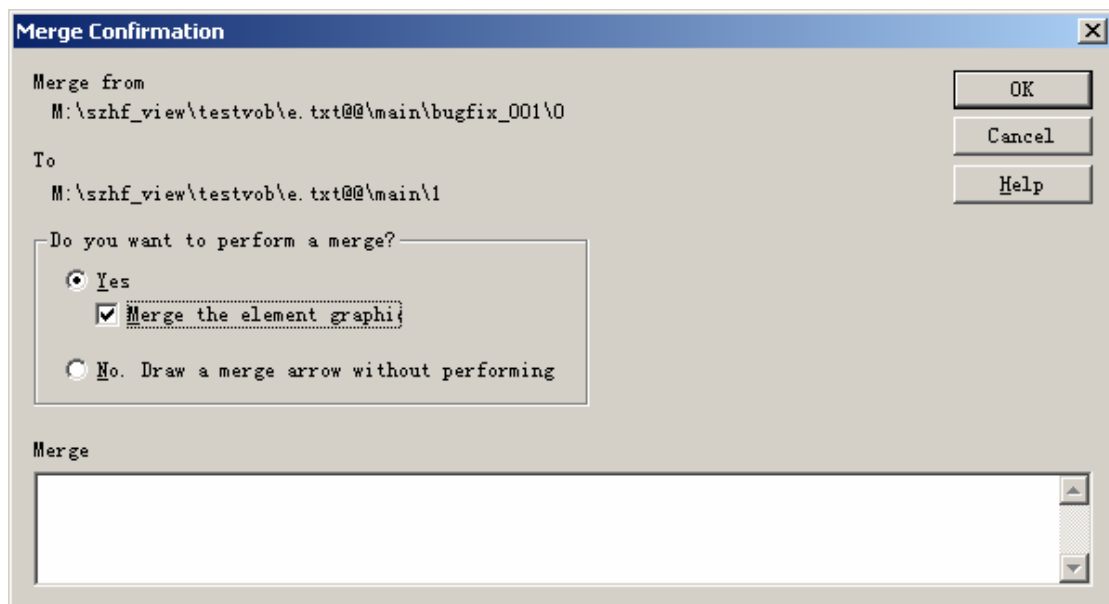 Merge Confirmation
Merge from
M:\szhf_view\testvob\e.txt@@\main\bugfix_001\0
To
M:\szhf_view\testvob\e.txt@@\main\1
OK
Cancel
Help
Do you want to perform a merge?
Yes
Merge the element graphi
No. Draw a merge arrow without performing
Merge